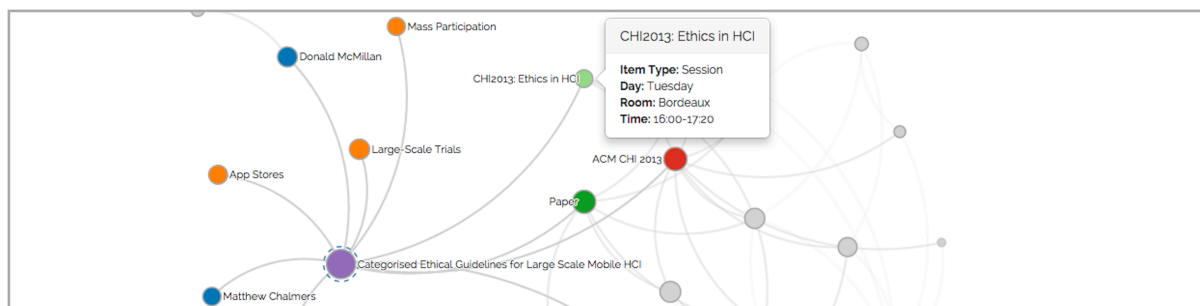 Mass Participation
CHI2013: Ethics in HCI
Donald McMillan
Item Type: Session
CHI2013: Ethics in HCI
Day: Tuesday
Room: Bordeaux
Time: 16:00-17:20
Large-Scale Trials
ACM CHI 2013
App Stores
Paper
Categorised Ethical Guidelines for Large Scale Mobile HCI
Matthew Chalmers